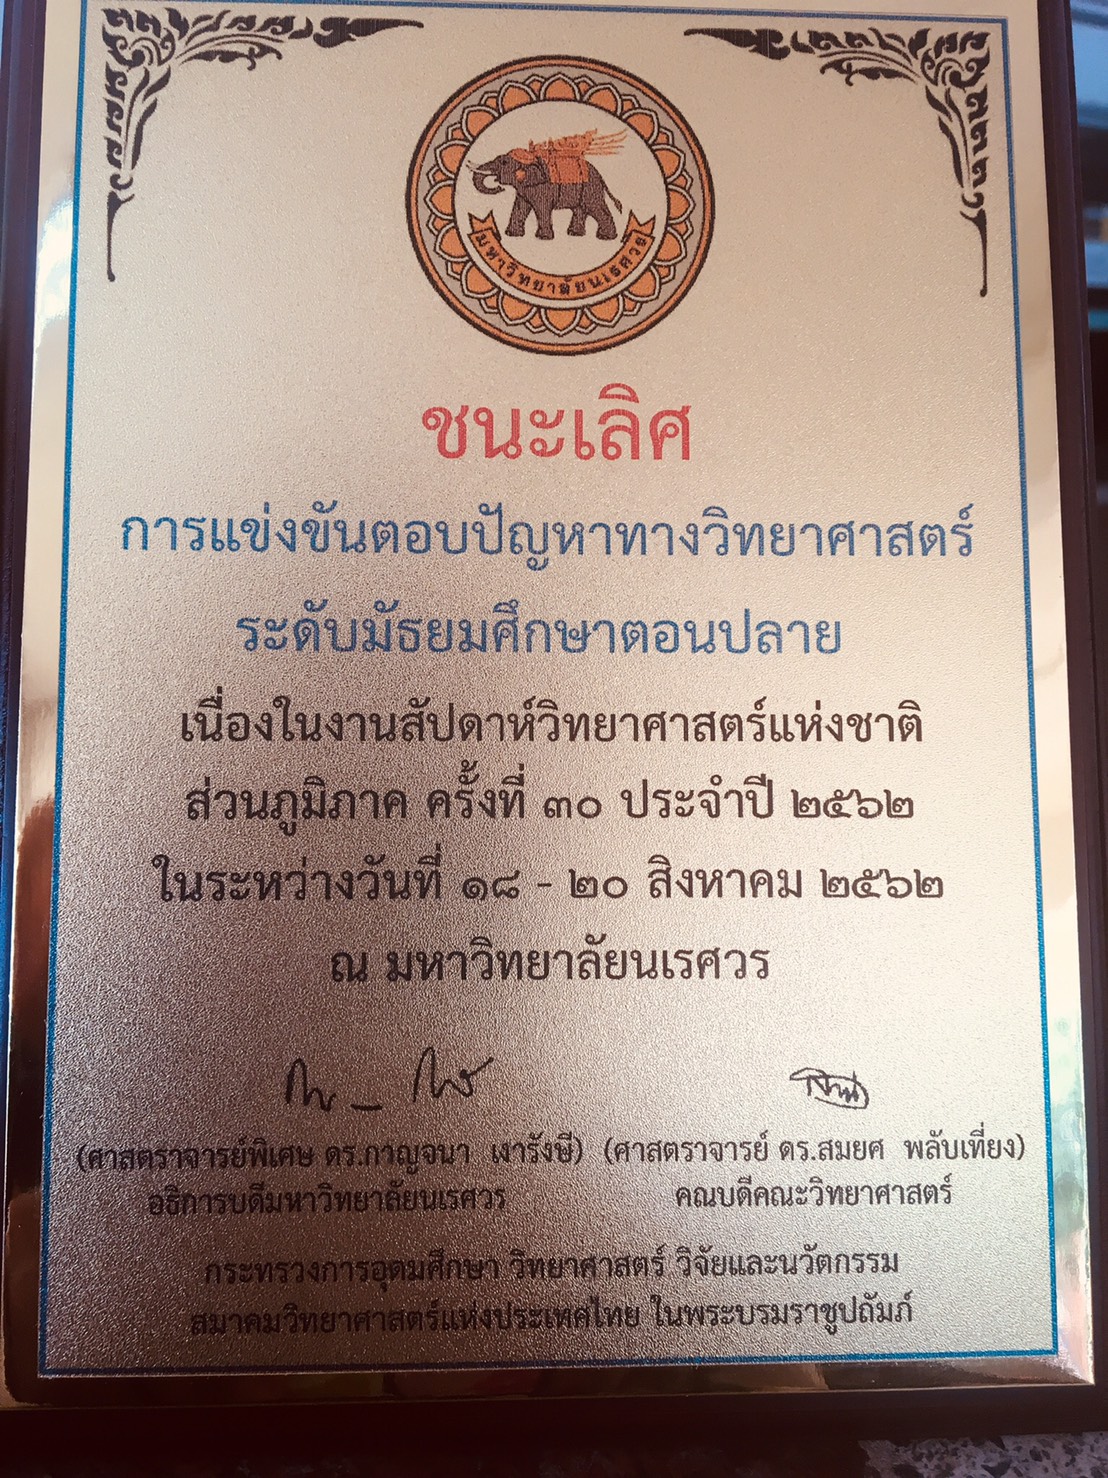 มหาวิทยาลัยนเรศวร
ชนะเลิศ
การแข่งขันตอบปัญหาทางวิทยาศาสตร์
ระดับมัธยมศึกษาตอนปลาย
เนื่องในงานสัปดาห์วิทยาศาสตร์แห่งชาติ
ส่วนภูมิภาค ครั้งที่ ๓๐ ประจำปี ๒๕๖๒
ในระหว่างวันที่ ๑๘ - ๒๐ สิงหาคม ๒๕๖๒
ณ มหาวิทยาลัยนเรศวร
(ศาสตราจารย์พิเศษ ดร.กาญจนา เงารังษี) (ศาสตราจารย์ ดร.สมยศ พลับเที่ยง)
อธิการบดีมหาวิทยาลัยนเรศวร คณบดีคณะวิทยาศาสตร์
กระทรวงการอุดมศึกษา วิทยาศาสตร์ วิจัยและนวัตกรรม
สมาคมวิทยาศาสตร์แห่งประเทศไทย ในพระบรมราชูปถัมภ์